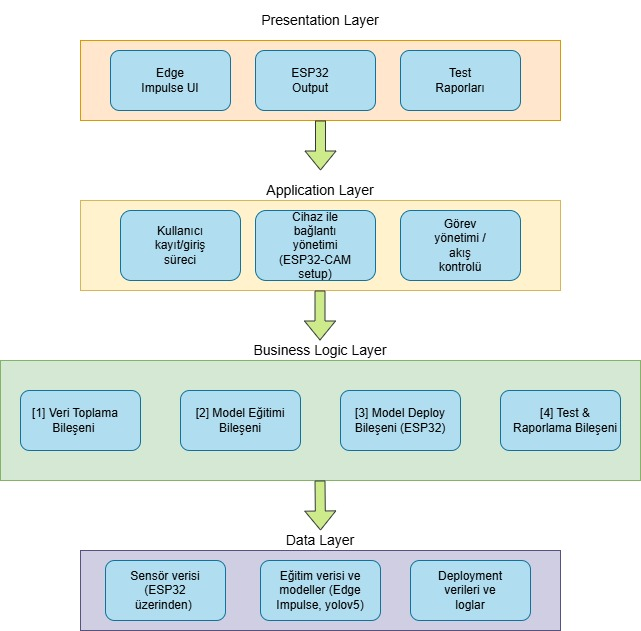 Presentation Layer
Edge
Impulse UI
ESP32
Output
Test
Raporları
Application Layer
Kullanıcı
kayıt/giriş
süreci
Cihaz ile
bağlantı
yönetimi
(ESP32-CAM
setup)
Görev
yönetimi /
akış
kontrolü
Business Logic Layer
[1] Veri Toplama
Bileşeni
[2] Model Eğitimi
Bileşeni
[3] Model Deploy
Bileşeni (ESP32)
[4] Test &
Raporlama Bileşeni
Data Layer
Sensör verisi
(ESP32
üzerinden)
Eğitim verisi ve
modeller (Edge
Impulse, yolov5)
Deployment
verileri ve
loglar